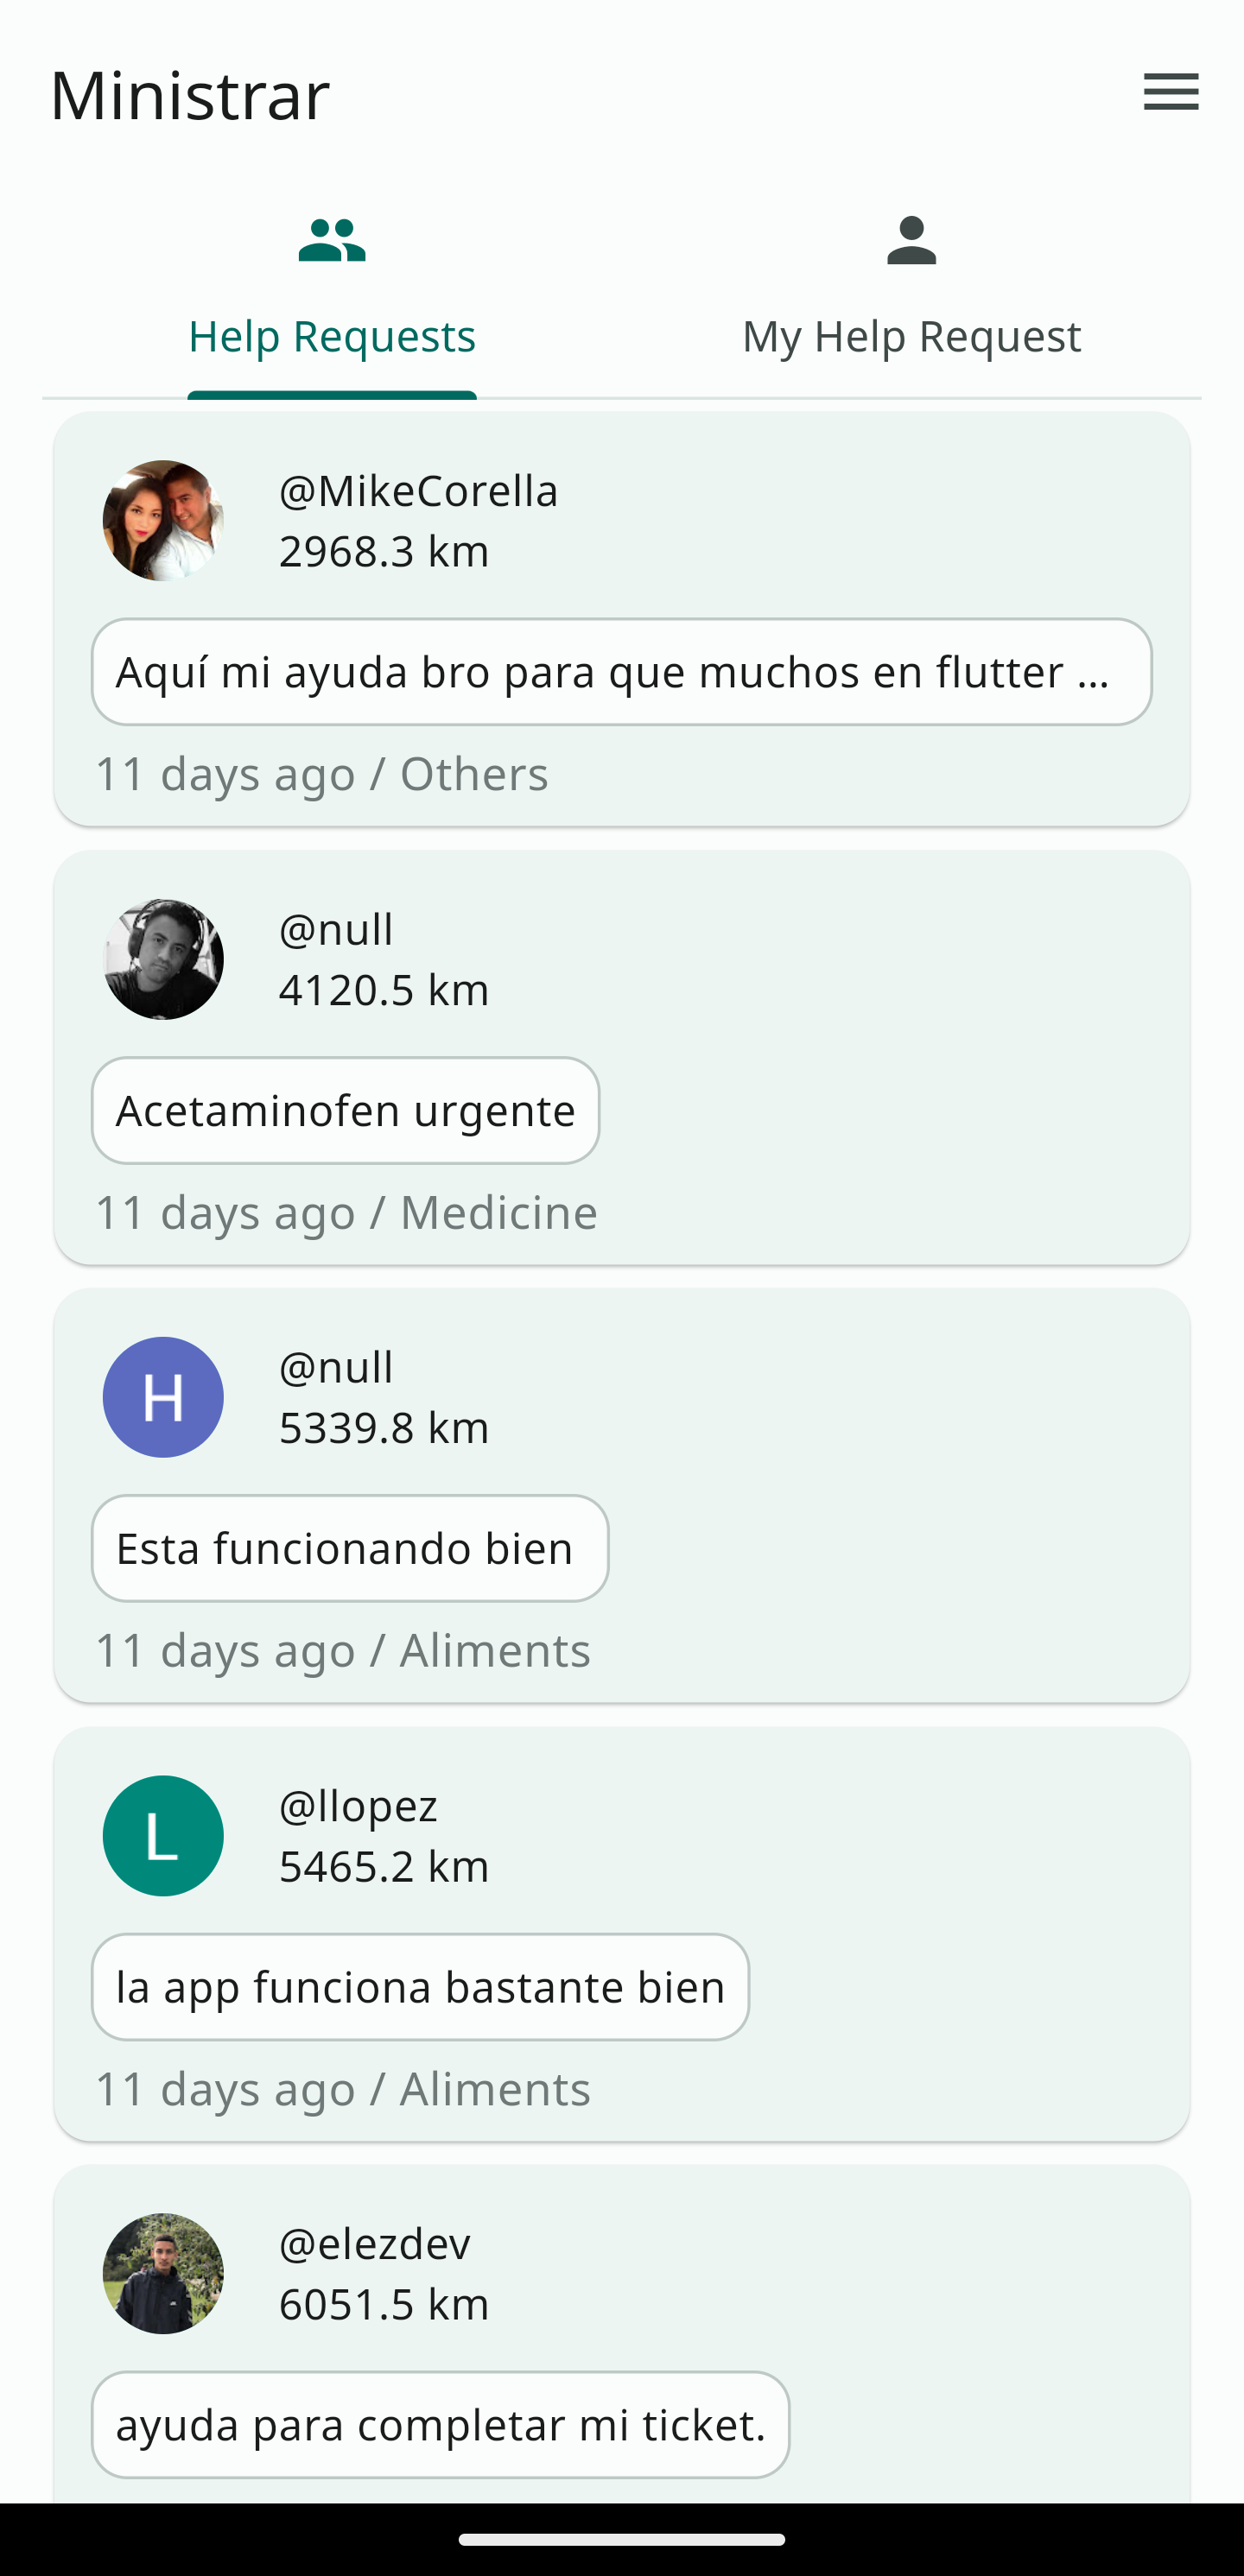 Ministrar
Help Requests
My Help Request
@MikeCorella
2968.3 km
Aquí mi ayuda bro para que muchos en flutter ...
11 days ago / Others
@null
4120.5 km
Acetaminofen urgente
11 days ago / Medicine
H
@null
5339.8 km
Esta funcionando bien
11 days ago / Aliments
L
@llopez
5465.2 km
la app funciona bastante bien
11 days ago / Aliments
@elezdev
6051.5 km
ayuda para completar mi ticket.